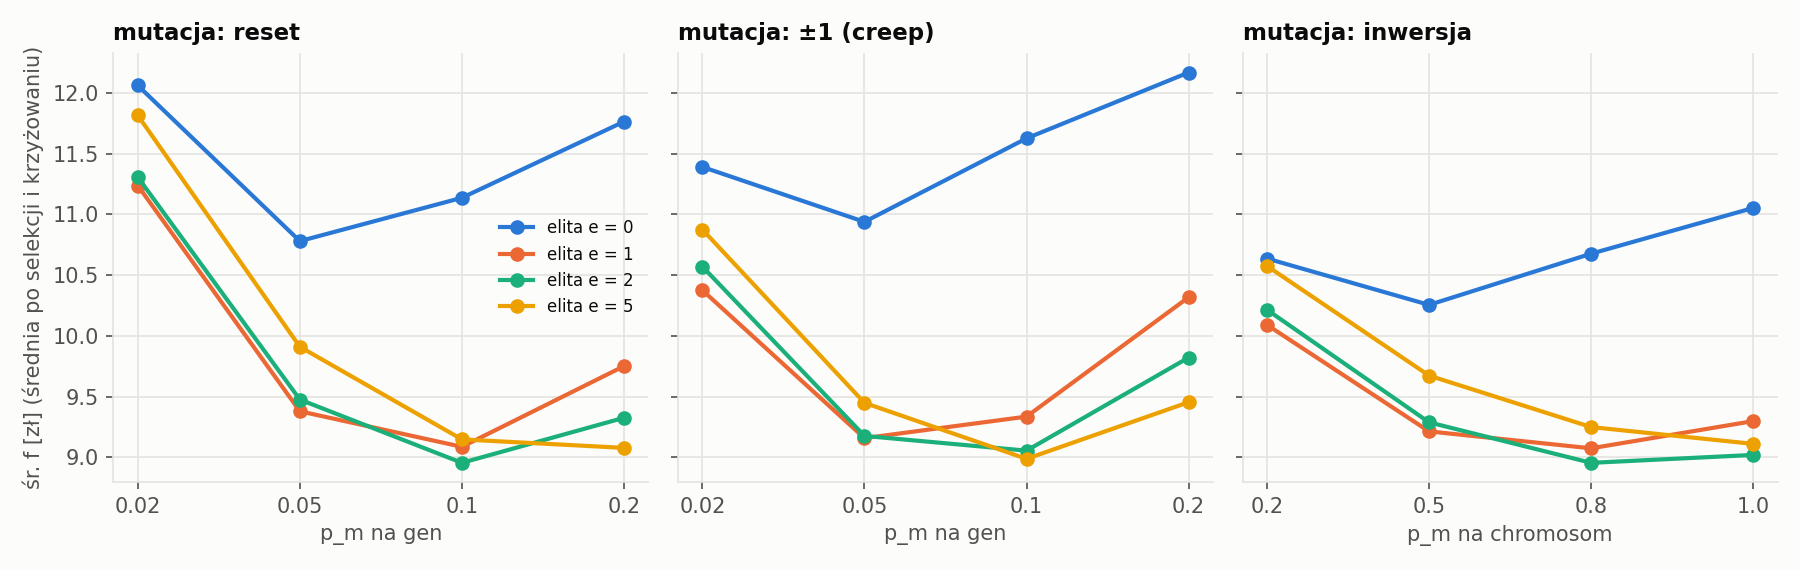 mutacja: reset
mutacja: ±1 (creep)
mutacja: inwersja
śr. f [zł] (średnia po selekcji i krzyżowaniu)
12.0
11.5
11.0
10.5
10.0
9.5
9.0
elita e = 0
elita e = 1
elita e = 2
elita e = 5
0.02 0.05 0.1 0.2
0.02 0.05 0.1 0.2
0.2 0.5 0.8 1.0
p_m na gen
p_m na gen
p_m na chromosom